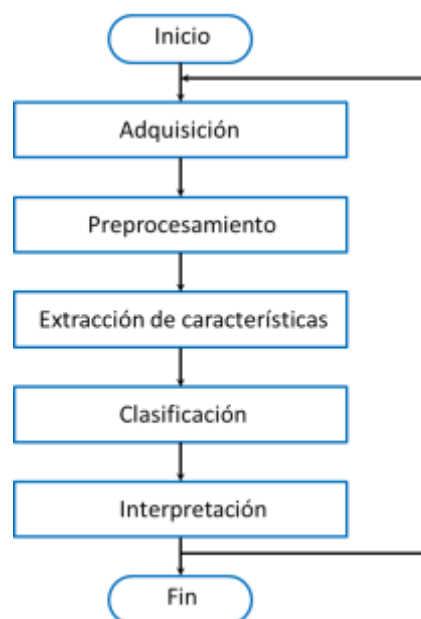 Inicio
Adquisición
Preprocesamiento
Extracción de características
Clasificación
Interpretación
Fin